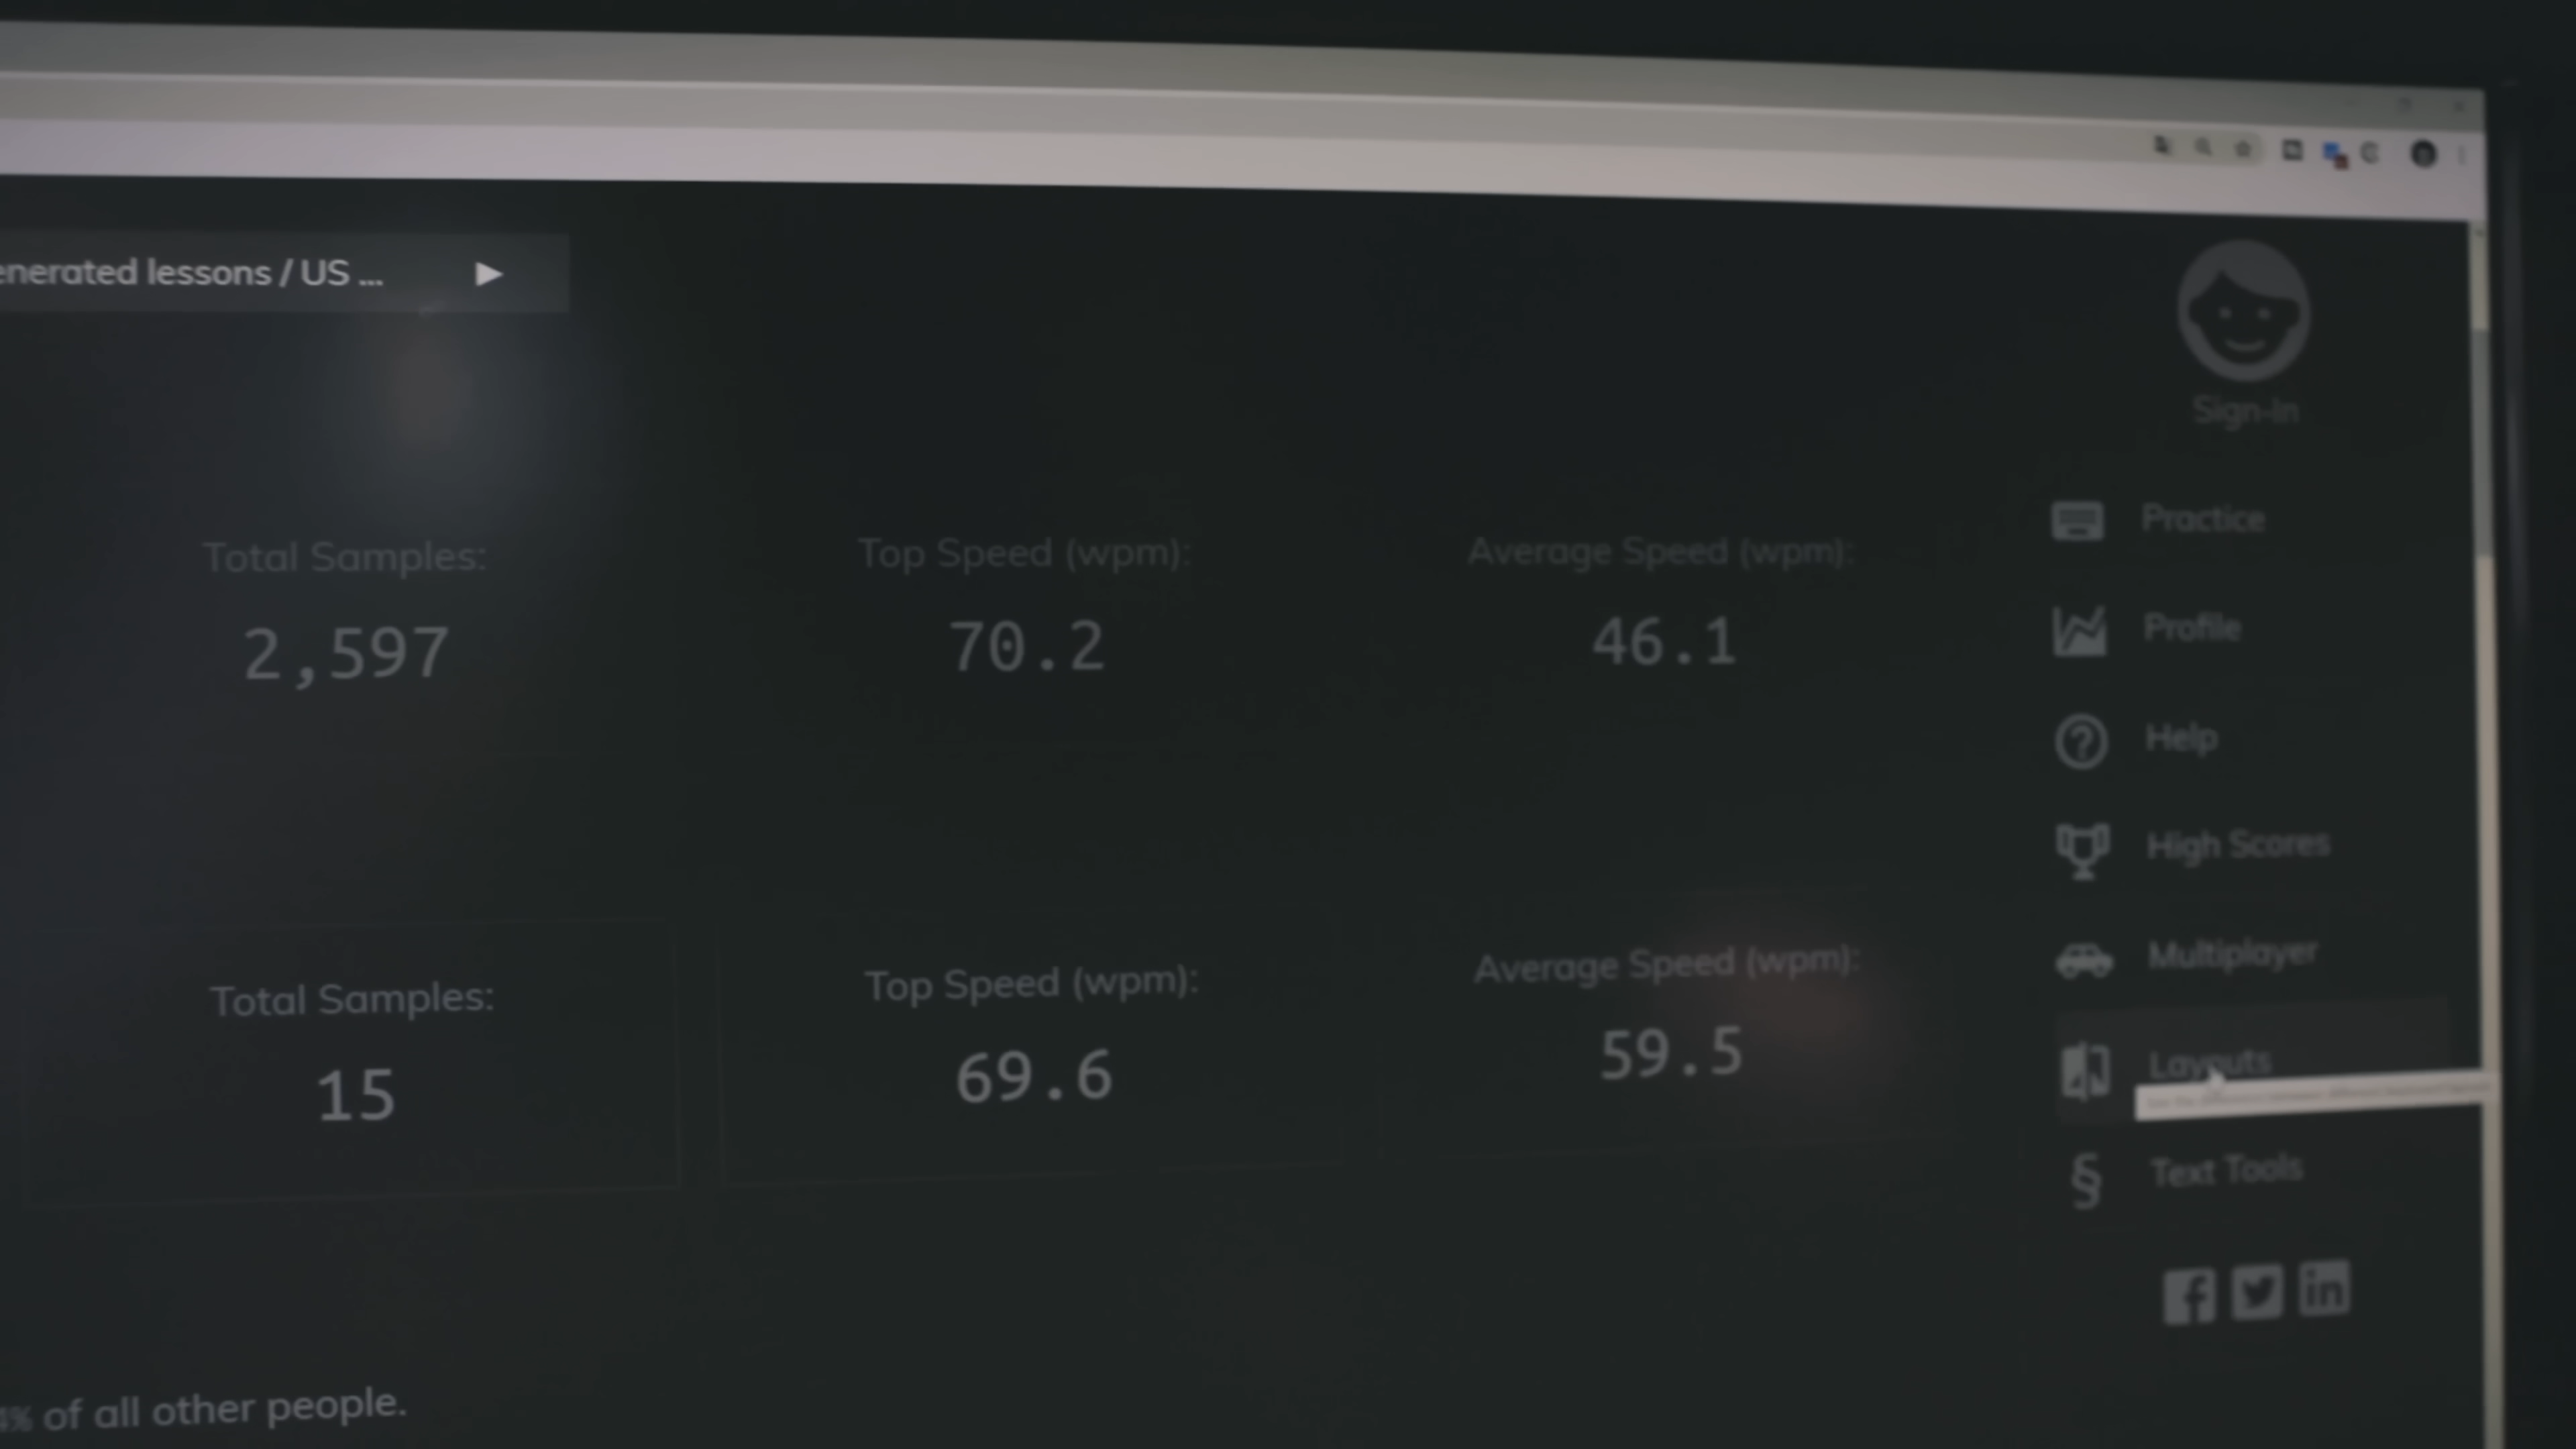 enerated lessons / US ...
Sign-In
Total Samples:
2,597
Top Speed (wpm):
70.2
Average Speed (wpm):
46.1
Practice
Profile
Help
High Scores
Multiplayer
Layouts
Text Tools
Total Samples:
15
Top Speed (wpm):
69.6
Average Speed (wpm):
59.5
4% of all other people.